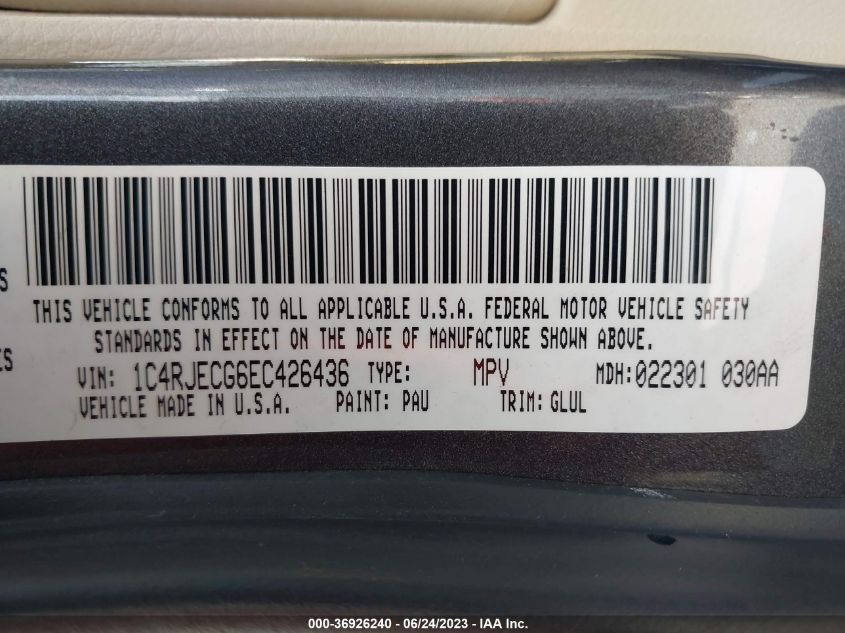 S
THIS VEHICLE CONFORMS TO ALL APPLICABLE U.S.A. FEDERAL MOTOR VEHICLE SAFETY
ES
STANDARDS IN EFFECT ON THE DATE OF MANUFACTURE SHOWN ABOVE.
VIN: 1C4RJECG6EC426436 TYPE: MPV MDH:022301 030AA
VEHICLE MADE IN U.S.A. PAINT: PAU TRIM: GLUL
000-36926240 - 06/24/2023 - IAA Inc.